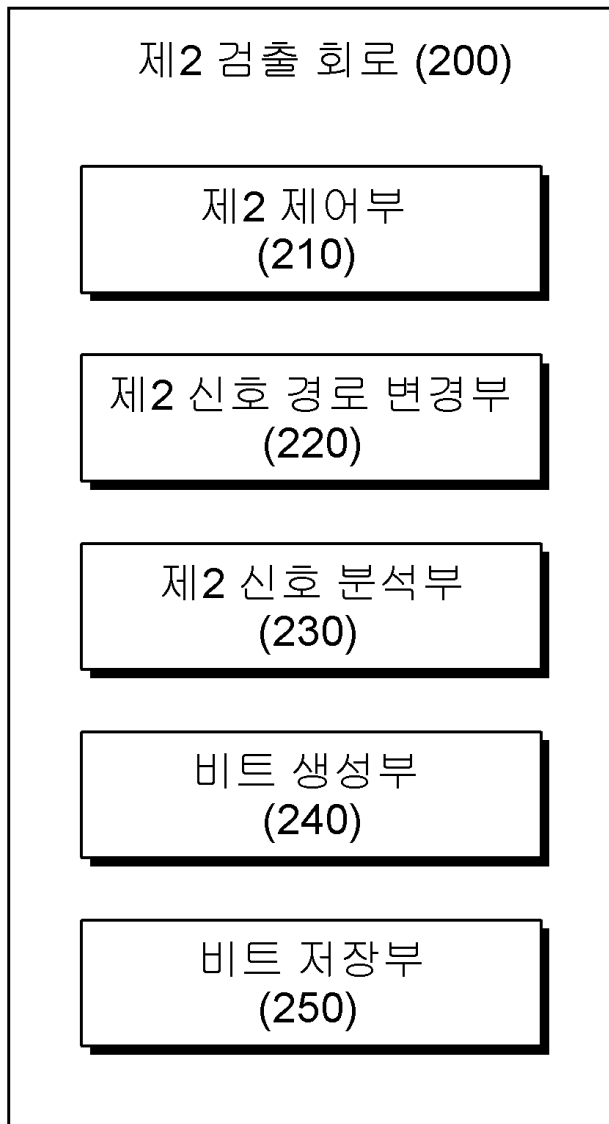 제2 검출 회로 (200)
제2 제어부
(210)
제2 신호 경로 변경부
(220)
제2 신호 분석부
(230)
비트 생성부
(240)
비트 저장부
(250)